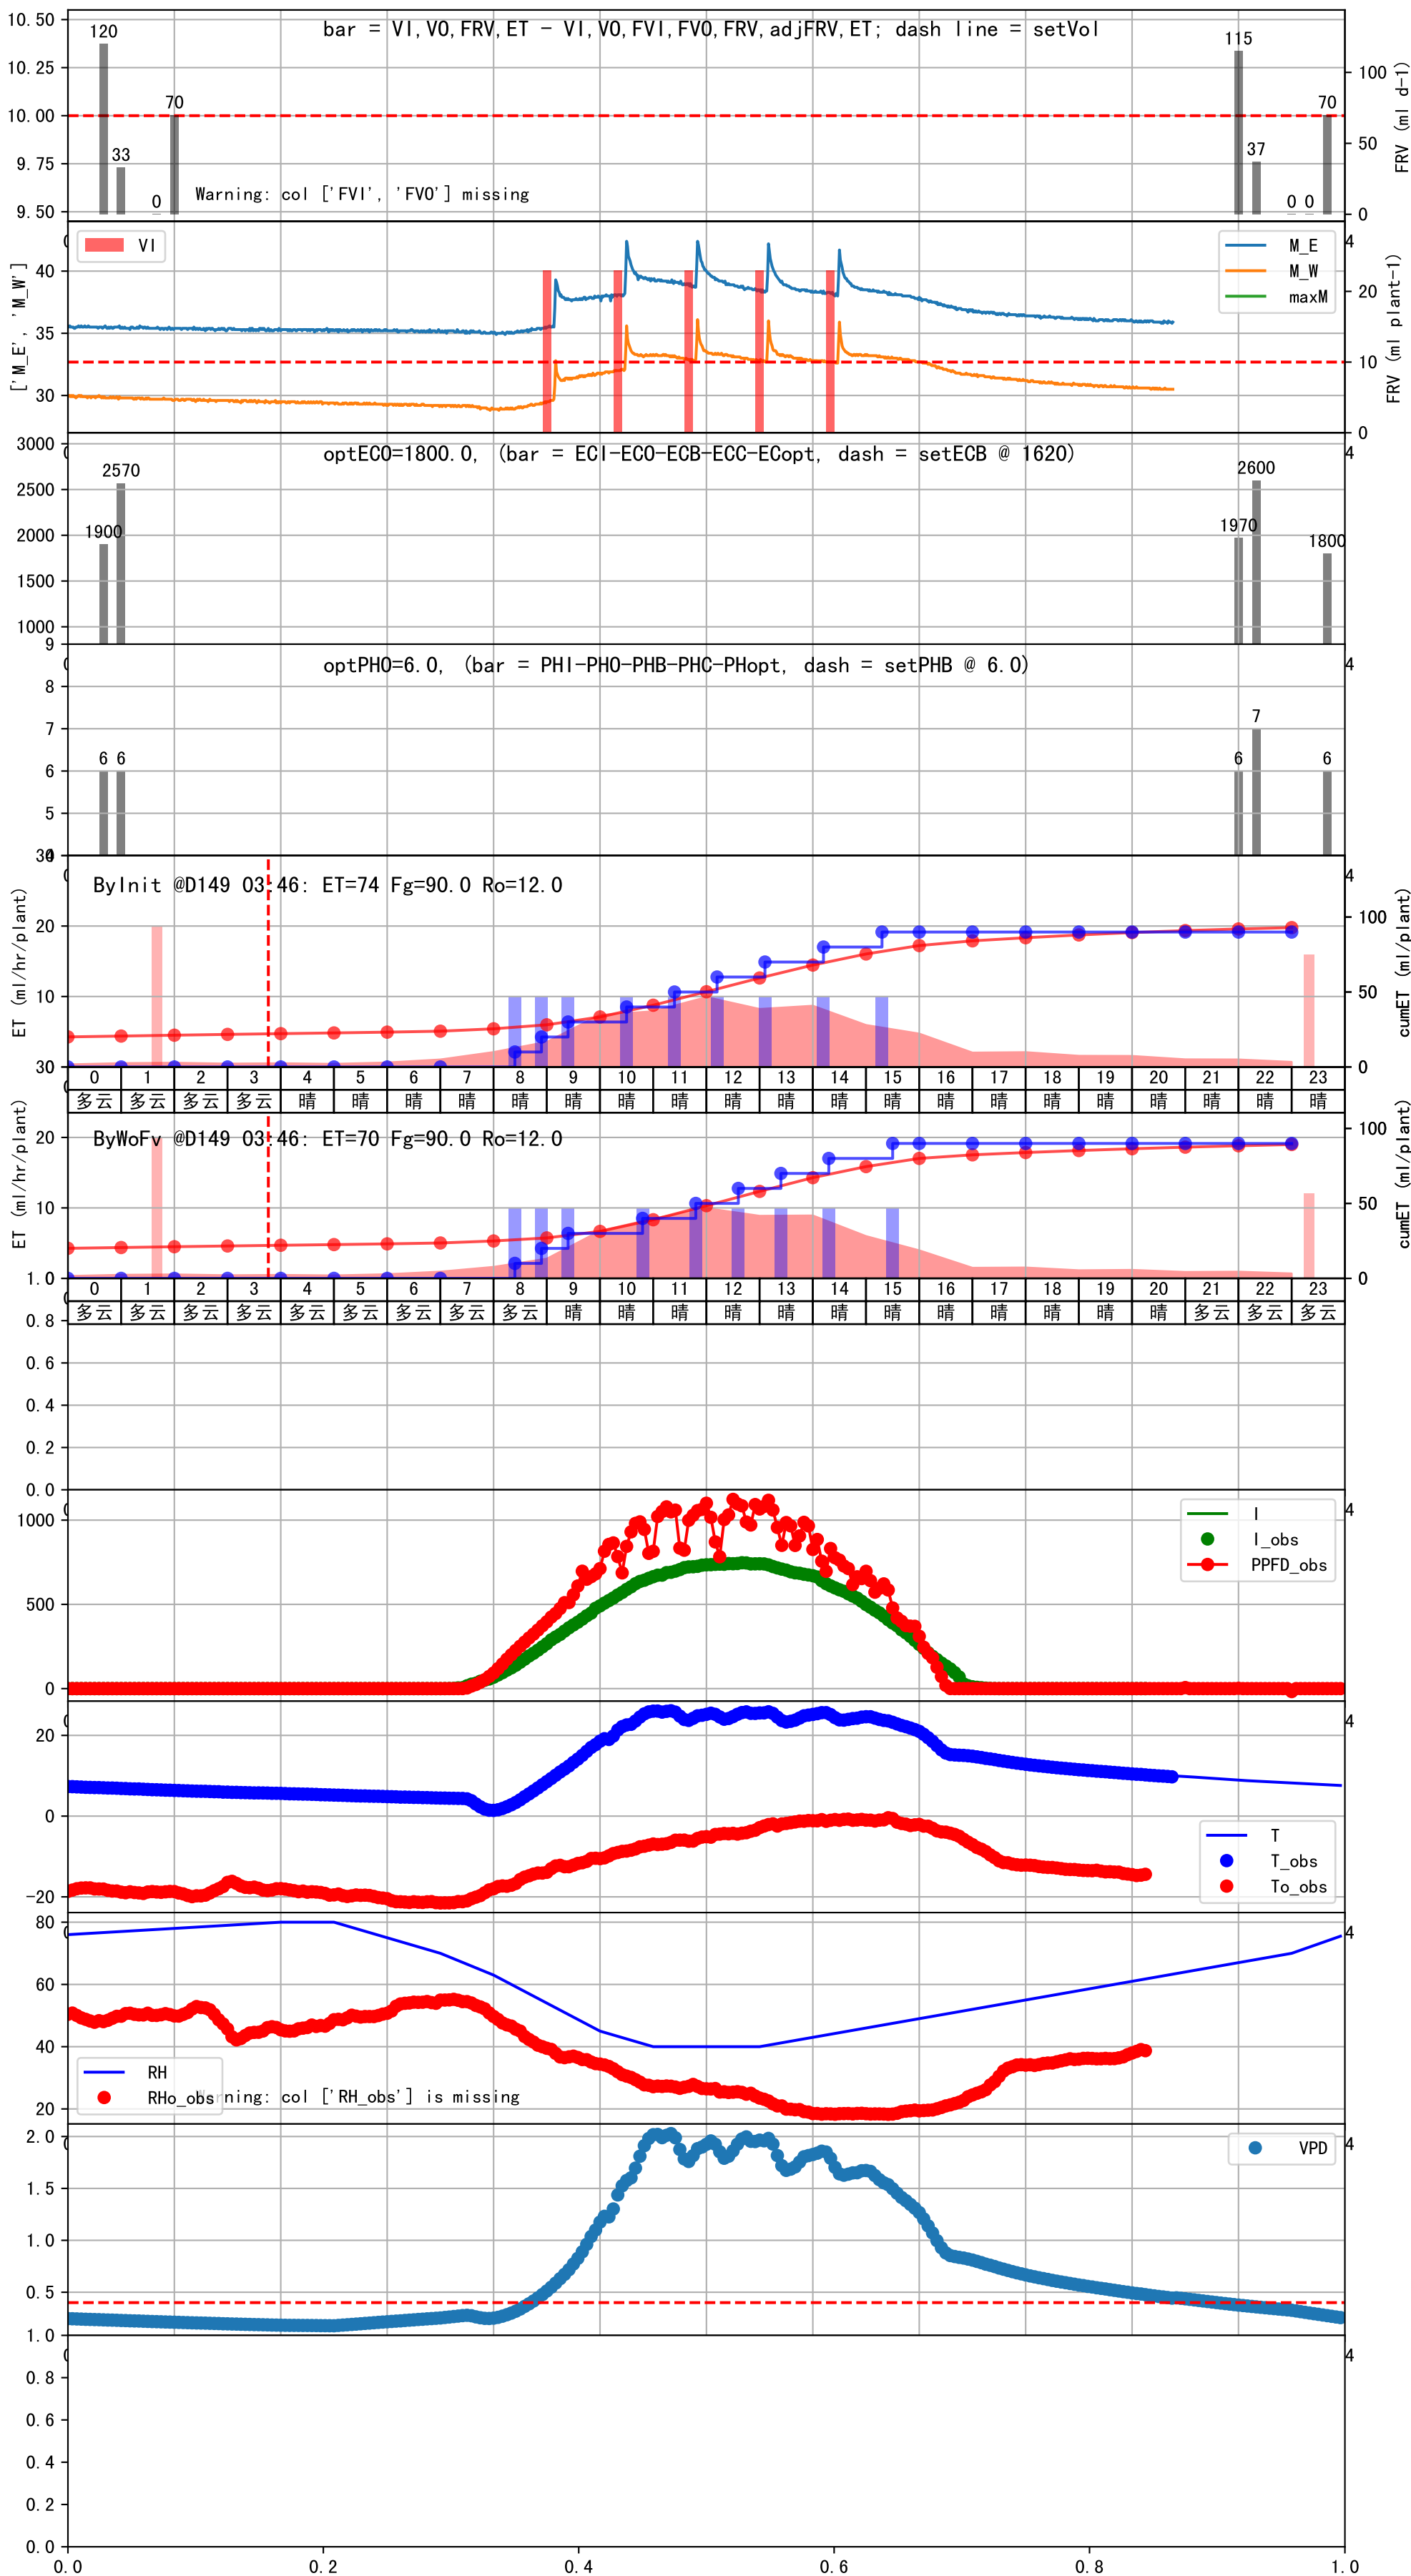 bar = VI,VO,FRV,ET - VI,VO,FVI,FVO,FRV,adjFRV,ET; dash line = setVol
10.50
10.25
10.00
9.75
9.50
120
33
0
70
115
37
0
0
70
Warning: col ['FVI', 'FVO'] missing
100
50
0
FRV (ml d-1)
['M_E', 'M_W']
40
35
30
VI
M_E
M_W
maxM
4
20
10
0
FRV (ml plant-1)
optECO=1800.0, (bar = ECI-ECO-ECB-ECC-ECopt, dash = setECB @ 1620)
3000
2500
2000
1500
1000
1900
2570
1970
2600
1800
4
optPHO=6.0, (bar = PHI-PHO-PHB-PHC-PHopt, dash = setPHB @ 6.0)
9
8
7
6
5
6
6
6
7
6
4
ByInit @D149 03:46: ET=74 Fg=90.0 Ro=12.0
ET (ml/hr/plant)
30
20
10
4
100
50
0
cumET (ml/plant)
0 1 2 3 4 5 6 7 8 9 10 11 12 13 14 15 16 17 18 19 20 21 22 23
多云 多云 多云 多云 晴 晴 晴 晴 晴 晴 晴 晴 晴 晴 晴 晴 晴 晴 晴 晴 晴 晴 晴 晴
ByWoFv @D149 03:46: ET=70 Fg=90.0 Ro=12.0
ET (ml/hr/plant)
30
20
10
100
50
0
cumET (ml/plant)
0 1 2 3 4 5 6 7 8 9 10 11 12 13 14 15 16 17 18 19 20 21 22 23
多云 多云 多云 多云 多云 多云 多云 多云 多云 晴 晴 晴 晴 晴 晴 晴 晴 晴 晴 晴 晴 多云 多云 多云
1.0
0.8
0.6
0.4
0.2
0.0
1000
500
0
I
I_obs
PPFD_obs
4
20
0
-20
T
T_obs
To_obs
4
80
60
40
20
RH
RHo_obs
rning: col ['RH_obs'] is missing
4
2.0
1.5
1.0
0.5
VPD
4
1.0
0.8
0.6
0.4
0.2
0.0
4
0.0 0.2 0.4 0.6 0.8 1.0